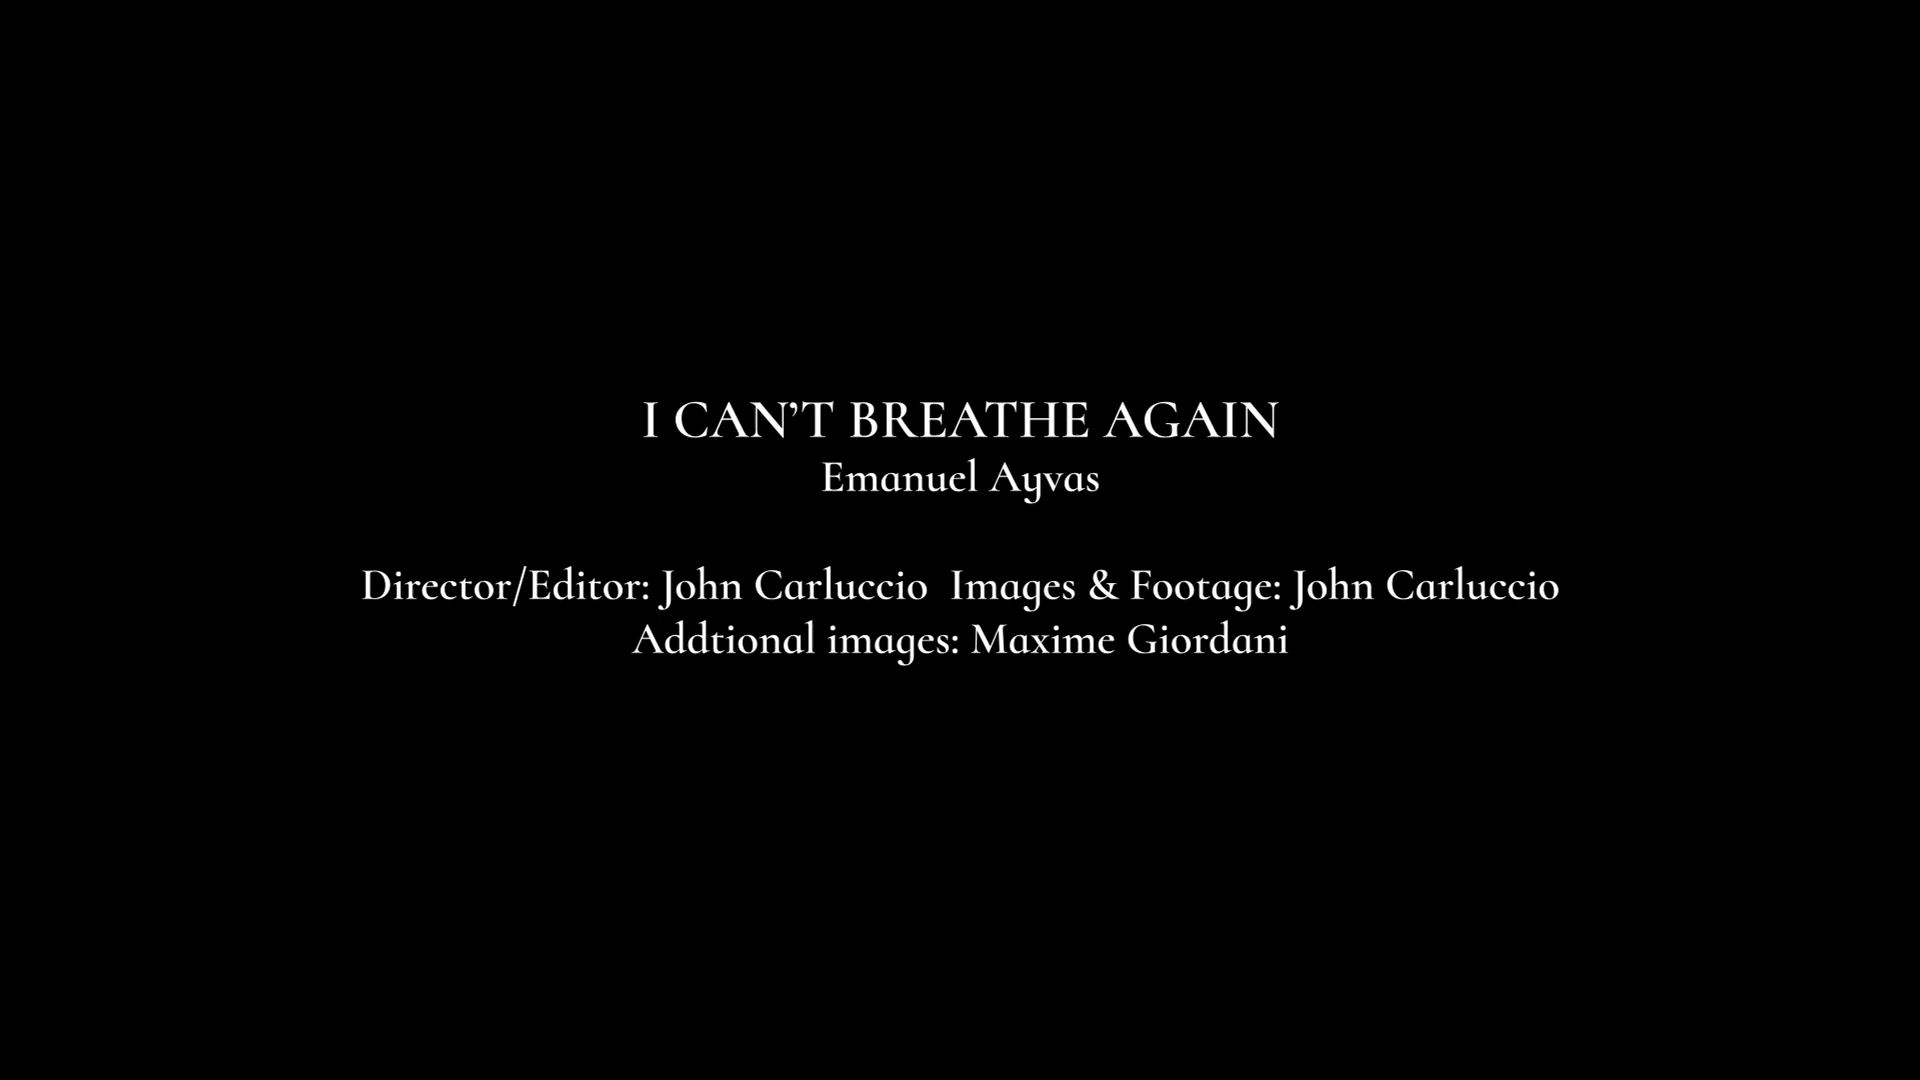 I CAN’T BREATHE AGAIN
Emanuel Ayvas
Director/Editor: John Carluccio  Images & Footage: John Carluccio
Addtional images: Maxime Giordani